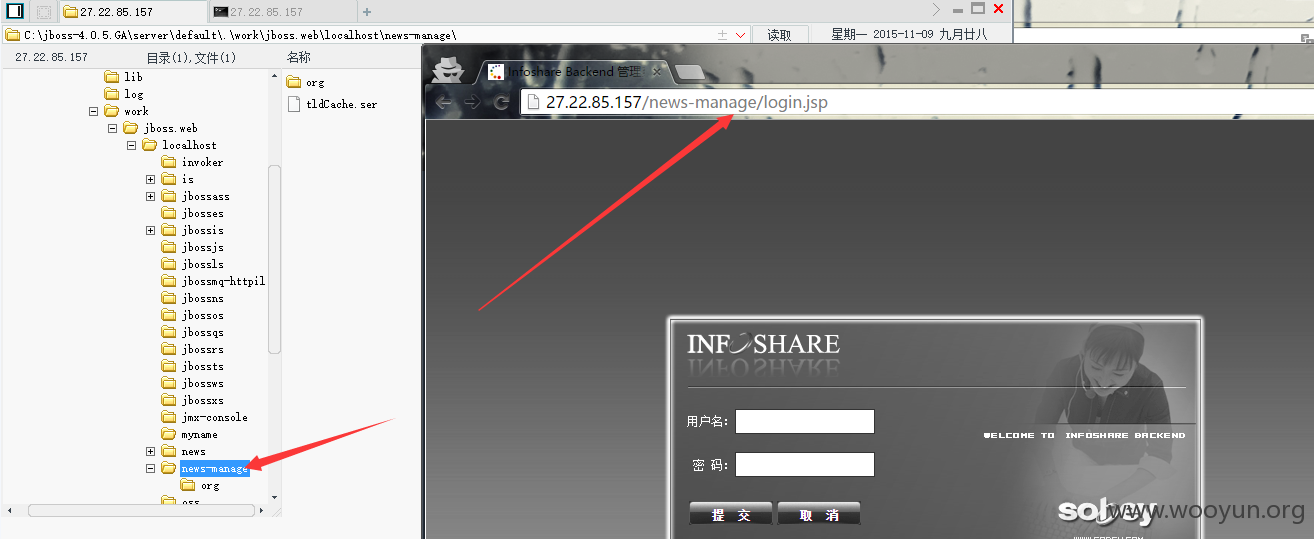 27.22.85.157
27.22.85.157
C:\jboss-4.0.5.GA\server\default\.\work\jboss.web\localhost\news-manage\
读取
星期一 2015-11-09 九月廿八
27.22.85.157
目录(1),文件(1)
名称
lib
log
work
jboss.web
localhost
invoker
is
jbossass
jbosses
jbossis
jbossjs
jbossls
jbossmq-httpil
jbossns
jbossos
jbossqs
jbossrs
jbossts
jbossws
jbossxs
jmx-console
myname
news
news-manage
org
org
tldCache.ser
Infoshare Backend 管理
27.22.85.157/news-manage/login.jsp
INFOSHARE
用户名：
密 码：
WELCOME TO INFOSHARE BACKEND
提 交
取 消
www.wooyun.org